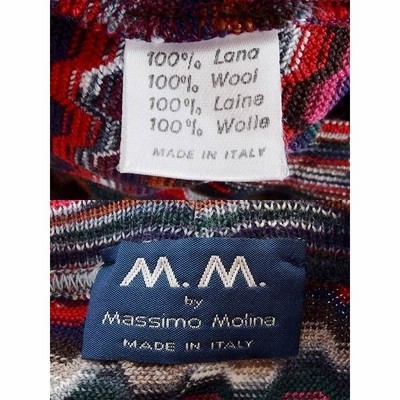 100% Lana
100% Wool
100% Laine
100% Wolle
MADE IN ITALY
M.M.
by
Massimo Molina
MADE IN ITALY